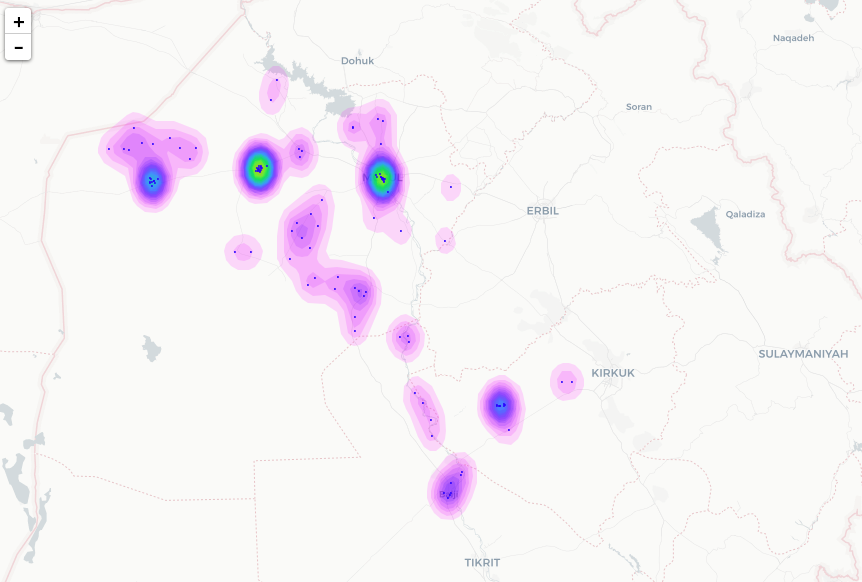 +
−
Dohuk
Naqadeh
Soran
ERBIL
Qaladiza
SULAYMANIYAH
KIRKUK
TIKRIT